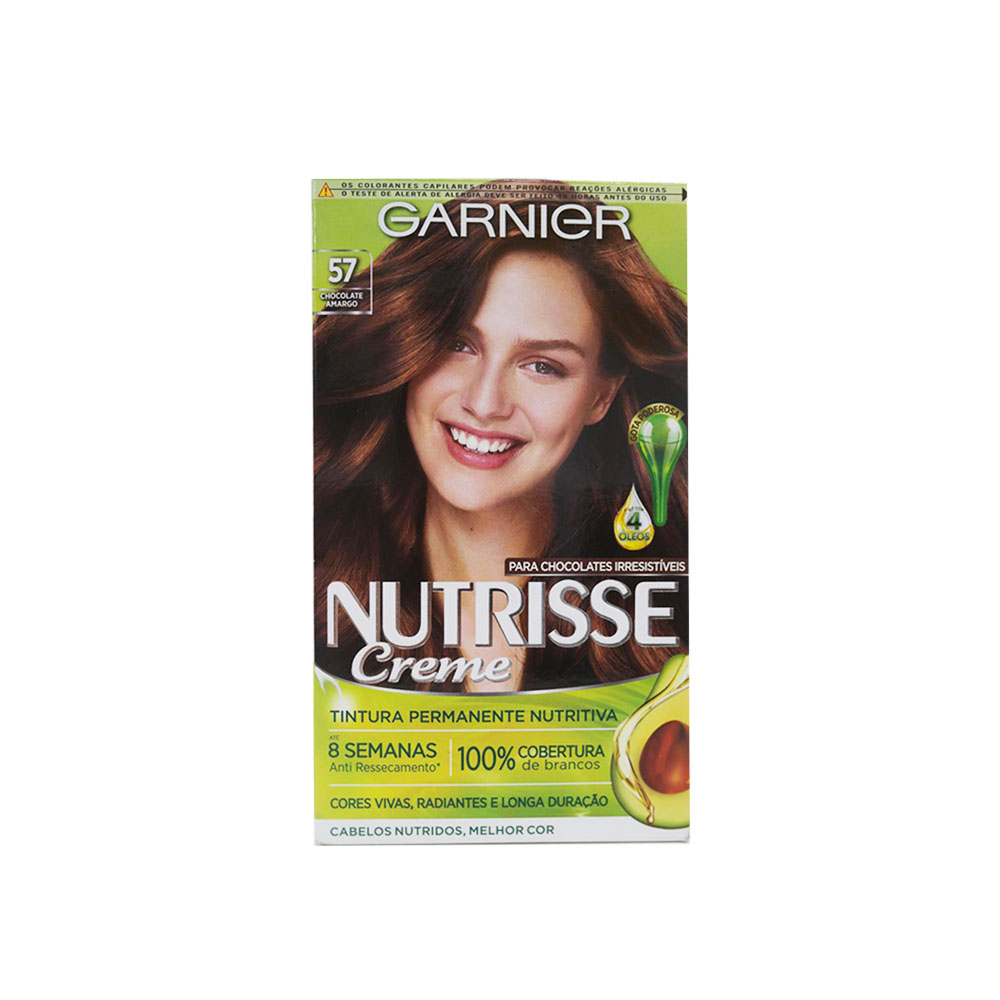 OS COLORANTES CAPILARES PODEM PROVOCAR REAÇÕES ALÉRGICAS
O TESTE DE ALERTA DE ALERGIA DEVE SER FEITO 48 HORAS ANTES DO USO
GARNIER
57
CHOCOLATE
AMARGO
GOTA PODEROSA
4
ÓLEOS
PARA CHOCOLATES IRRESISTÍVEIS
NUTRISSE
Creme
TINTURA PERMANENTE NUTRITIVA
ATÉ
8 SEMANAS
Anti Ressecamento*
100% COBERTURA
de brancos
CORES VIVAS, RADIANTES E LONGA DURAÇÃO
CABELOS NUTRIDOS, MELHOR COR